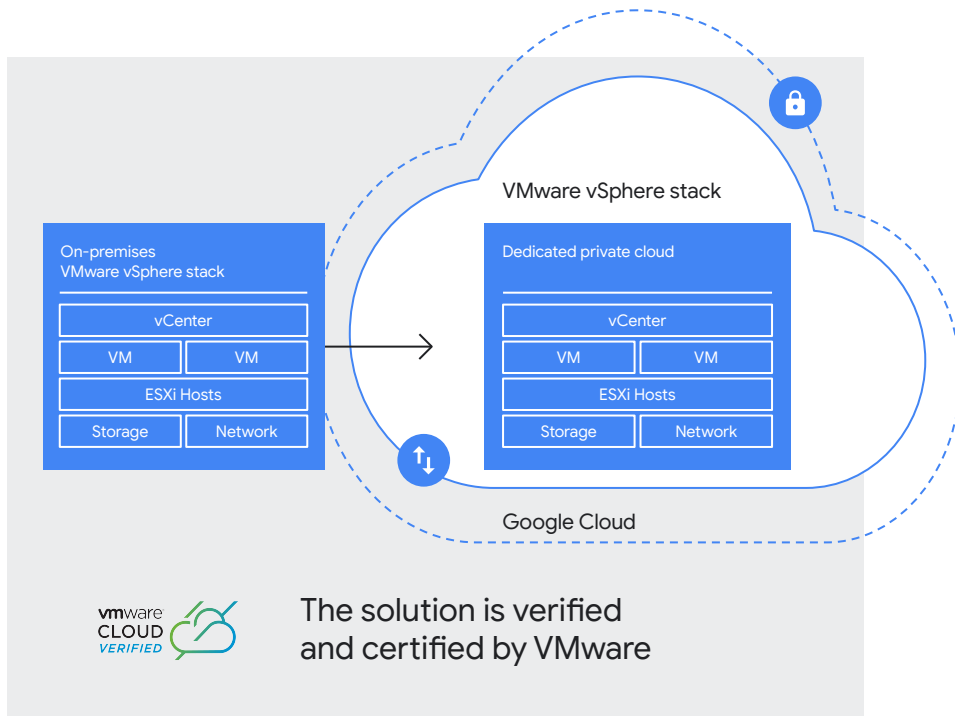 VMware vSphere stack
On-premises
VMware vSphere stack
vCenter
VM VM
ESXi Hosts
Storage Network
Dedicated private cloud
vCenter
VM VM
ESXi Hosts
Storage Network
Google Cloud
vmware
CLOUD
VERIFIED
The solution is verified
and certified by VMware